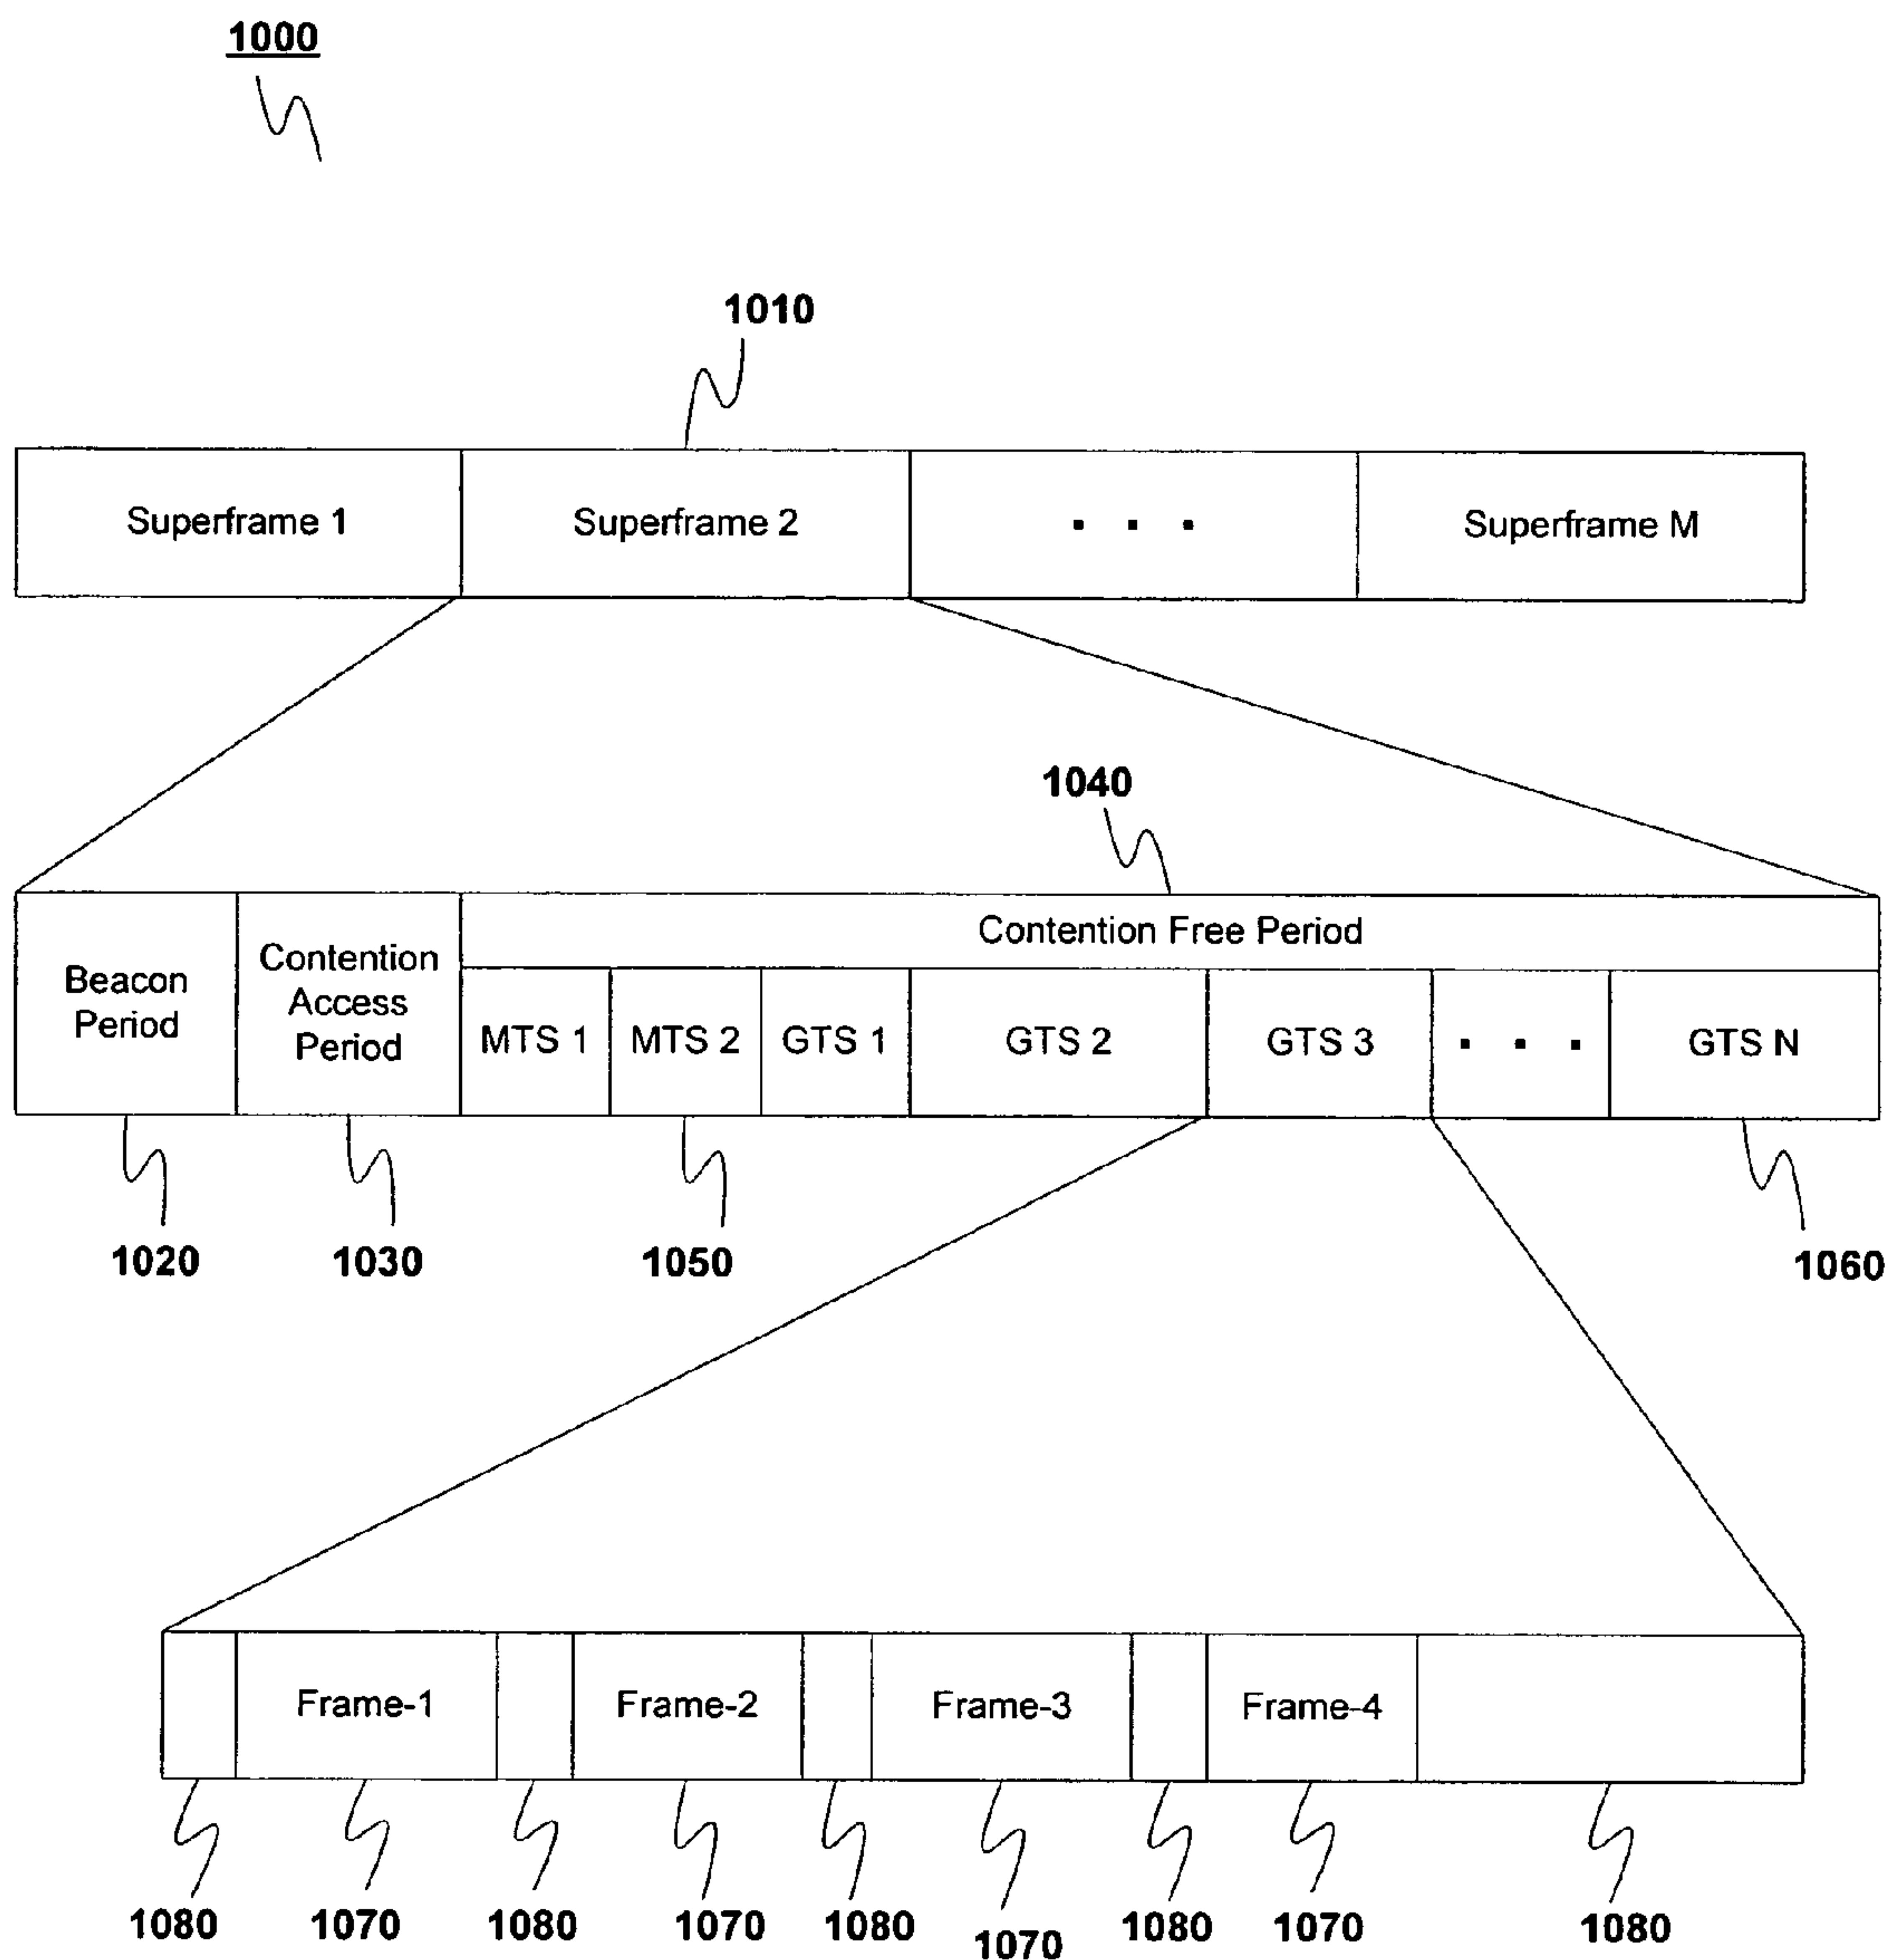 1000
1010
Superframe 1
Superframe 2
. . .
Superframe M
1040
Contention Free Period
Beacon
Period
Contention
Access
Period
MTS 1
MTS 2
GTS 1
GTS 2
GTS 3
. . .
GTS N
1020
1030
1050
1060
Frame-1
Frame-2
Frame-3
Frame-4
1080
1070
1080
1070
1080
1070
1080
1070
1080